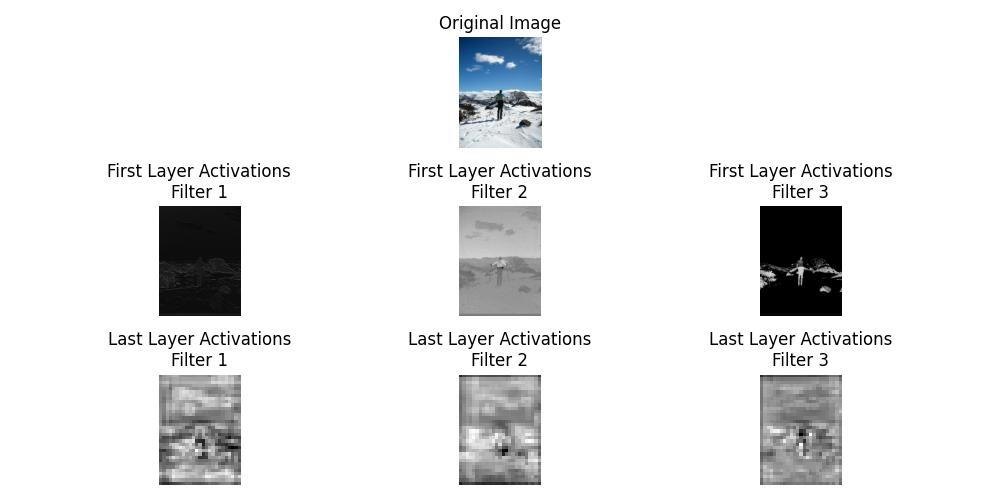 Original Image
First Layer Activations
Filter 1
First Layer Activations
Filter 2
First Layer Activations
Filter 3
Last Layer Activations
Filter 1
Last Layer Activations
Filter 2
Last Layer Activations
Filter 3